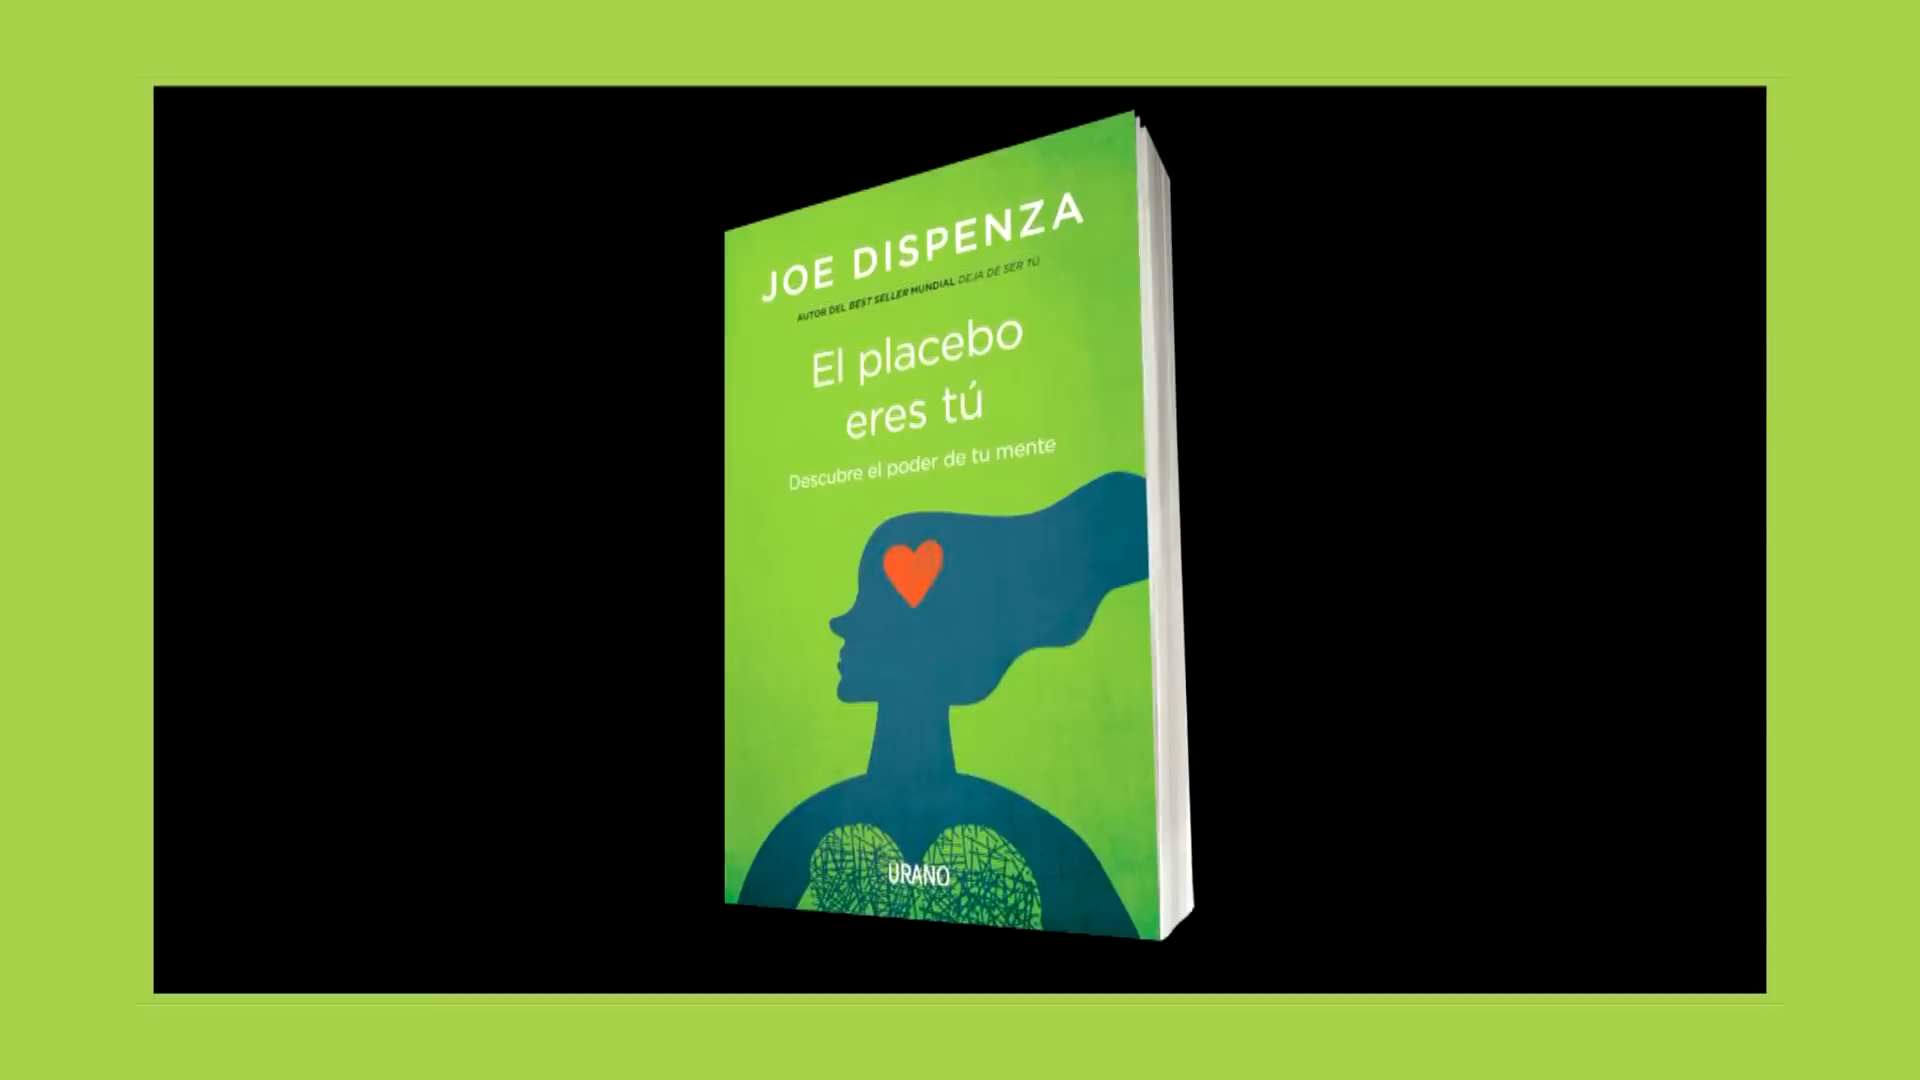 JOE DISPENZA
AUTOR DEL BEST SELLER MUNDIAL DEJA DE SER TÚ
El placebo
eres tú
Descubre el poder de tu mente
URANO